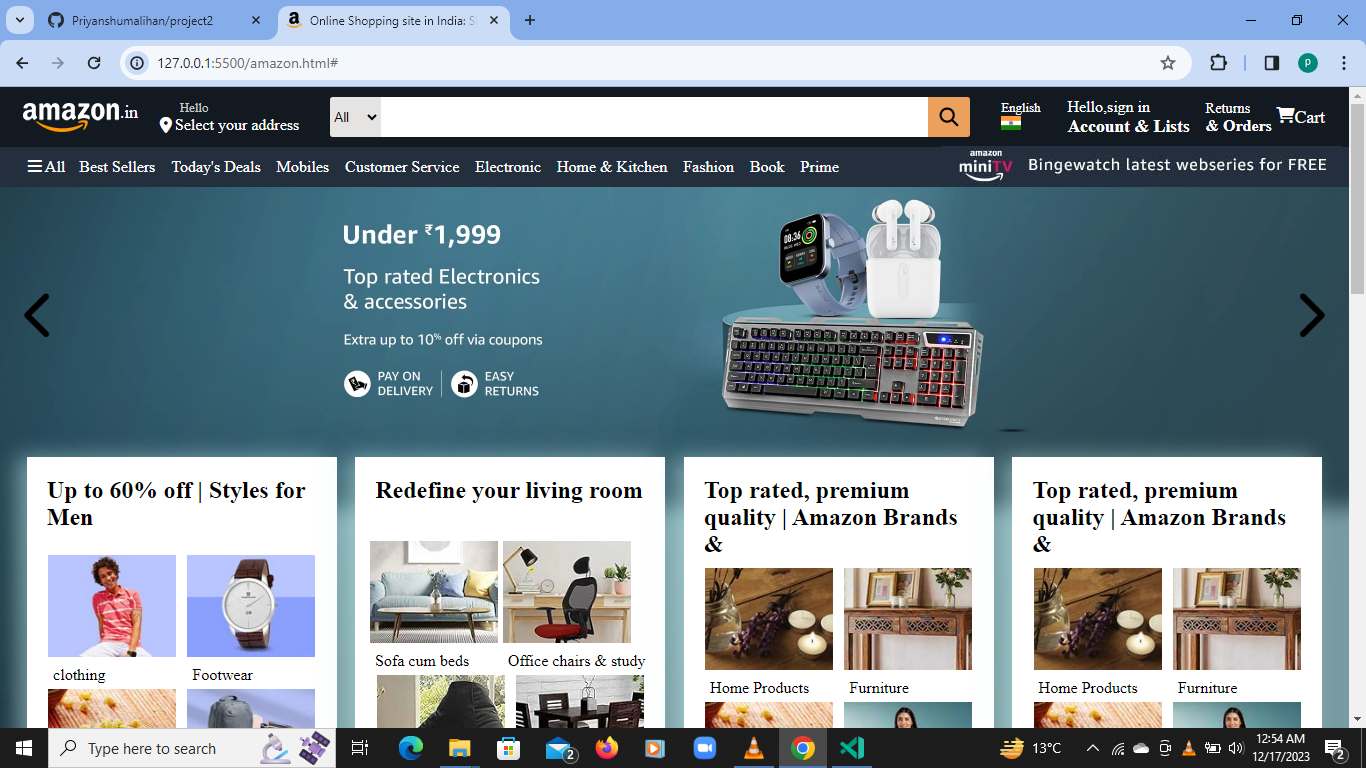 Priyanshumalihan/project2
Online Shopping site in India: S
127.0.0.1:5500/amazon.html#
P
amazon.in
Hello
Select your address
All
English
Hello,sign in
Account & Lists
Returns
& Orders
Cart
All
Best Sellers
Today's Deals
Mobiles
Customer Service
Electronic
Home & Kitchen
Fashion
Book
Prime
amazon
miniTV
Bingewatch latest webseries for FREE
Under ₹1,999
Top rated Electronics
& accessories
Extra up to 10% off via coupons
PAY ON
DELIVERY
EASY
RETURNS
08:36
Up to 60% off | Styles for
Men
clothing
Footwear
Redefine your living room
Sofa cum beds
Office chairs & study
Top rated, premium
quality | Amazon Brands
&
Home Products
Furniture
Top rated, premium
quality | Amazon Brands
&
Home Products
Furniture
Type here to search
2
13°C
12:54 AM
12/17/2023
2